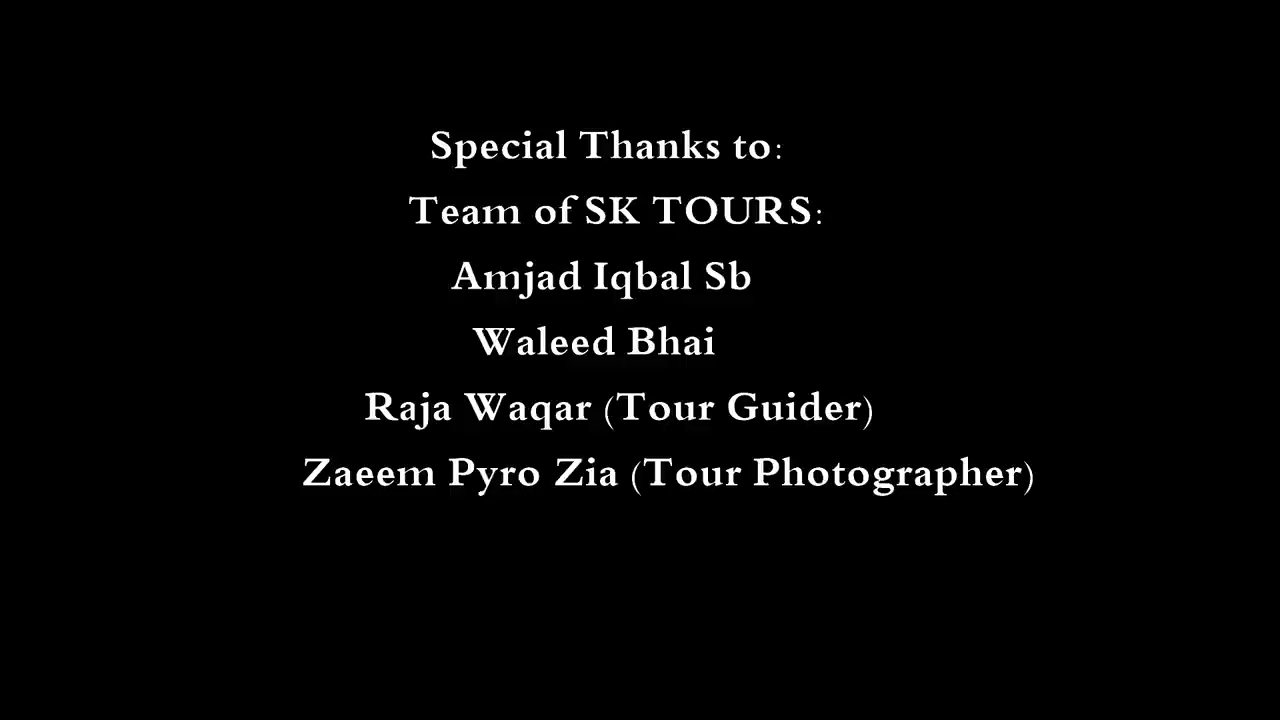 Special Thanks to:
Team of SK TOURS:
Amjad Iqbal Sb
Waleed Bhai
Raja Waqar (Tour Guider)
Zaeem Pyro Zia (Tour Photographer)